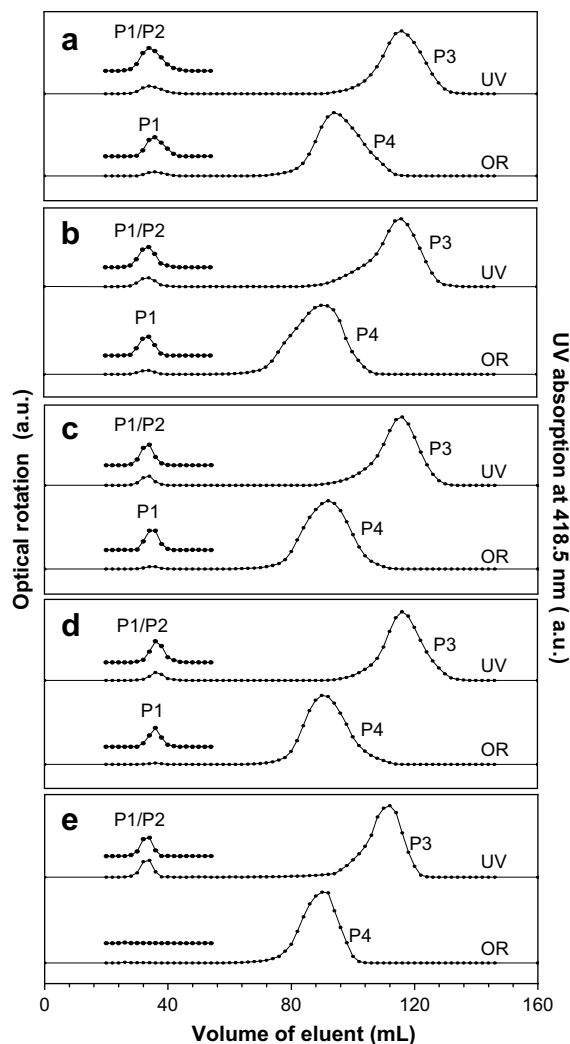 a
P1/P2
P3
UV
P1
P4
OR
b
P1/P2
P3
UV
P1
P4
OR
c
P1/P2
P3
UV
P1
P4
OR
d
P1/P2
P3
UV
P1
P4
OR
e
P1/P2
P3
UV
P4
OR
0 40 80 120 160
Volume of eluent (mL)
Optical rotation (a.u.)
UV absorption at 418.5 nm ( a.u.)